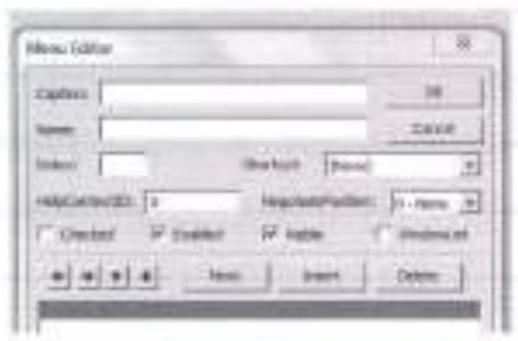 Menu Editor
Caption: OK
Name: Cancel
Index: Shortcut: (None)
HelpContextID: 0 NegotiatePosition: 0 - None
Checked Enabled Visible WindowList
Next Insert Delete